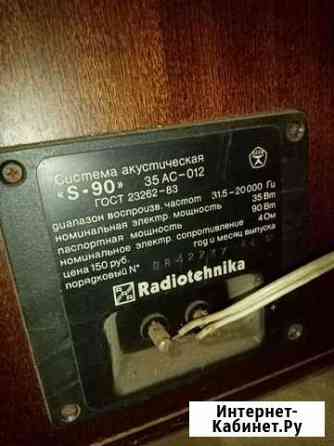 Система акустическая
«S-90» 35 АС-012
ГОСТ 23262-83
диапазон воспроизв. частот 31,5-20000 Гц
номинальная электр. мощность 35 Вт
паспортная мощность 90 Вт
номинальное электр. сопротивление 4 Ом
цена 150 руб. год и месяц выпуска
порядковый N°
Radiotehnika
+
Интернет-
Кабинет.Ру